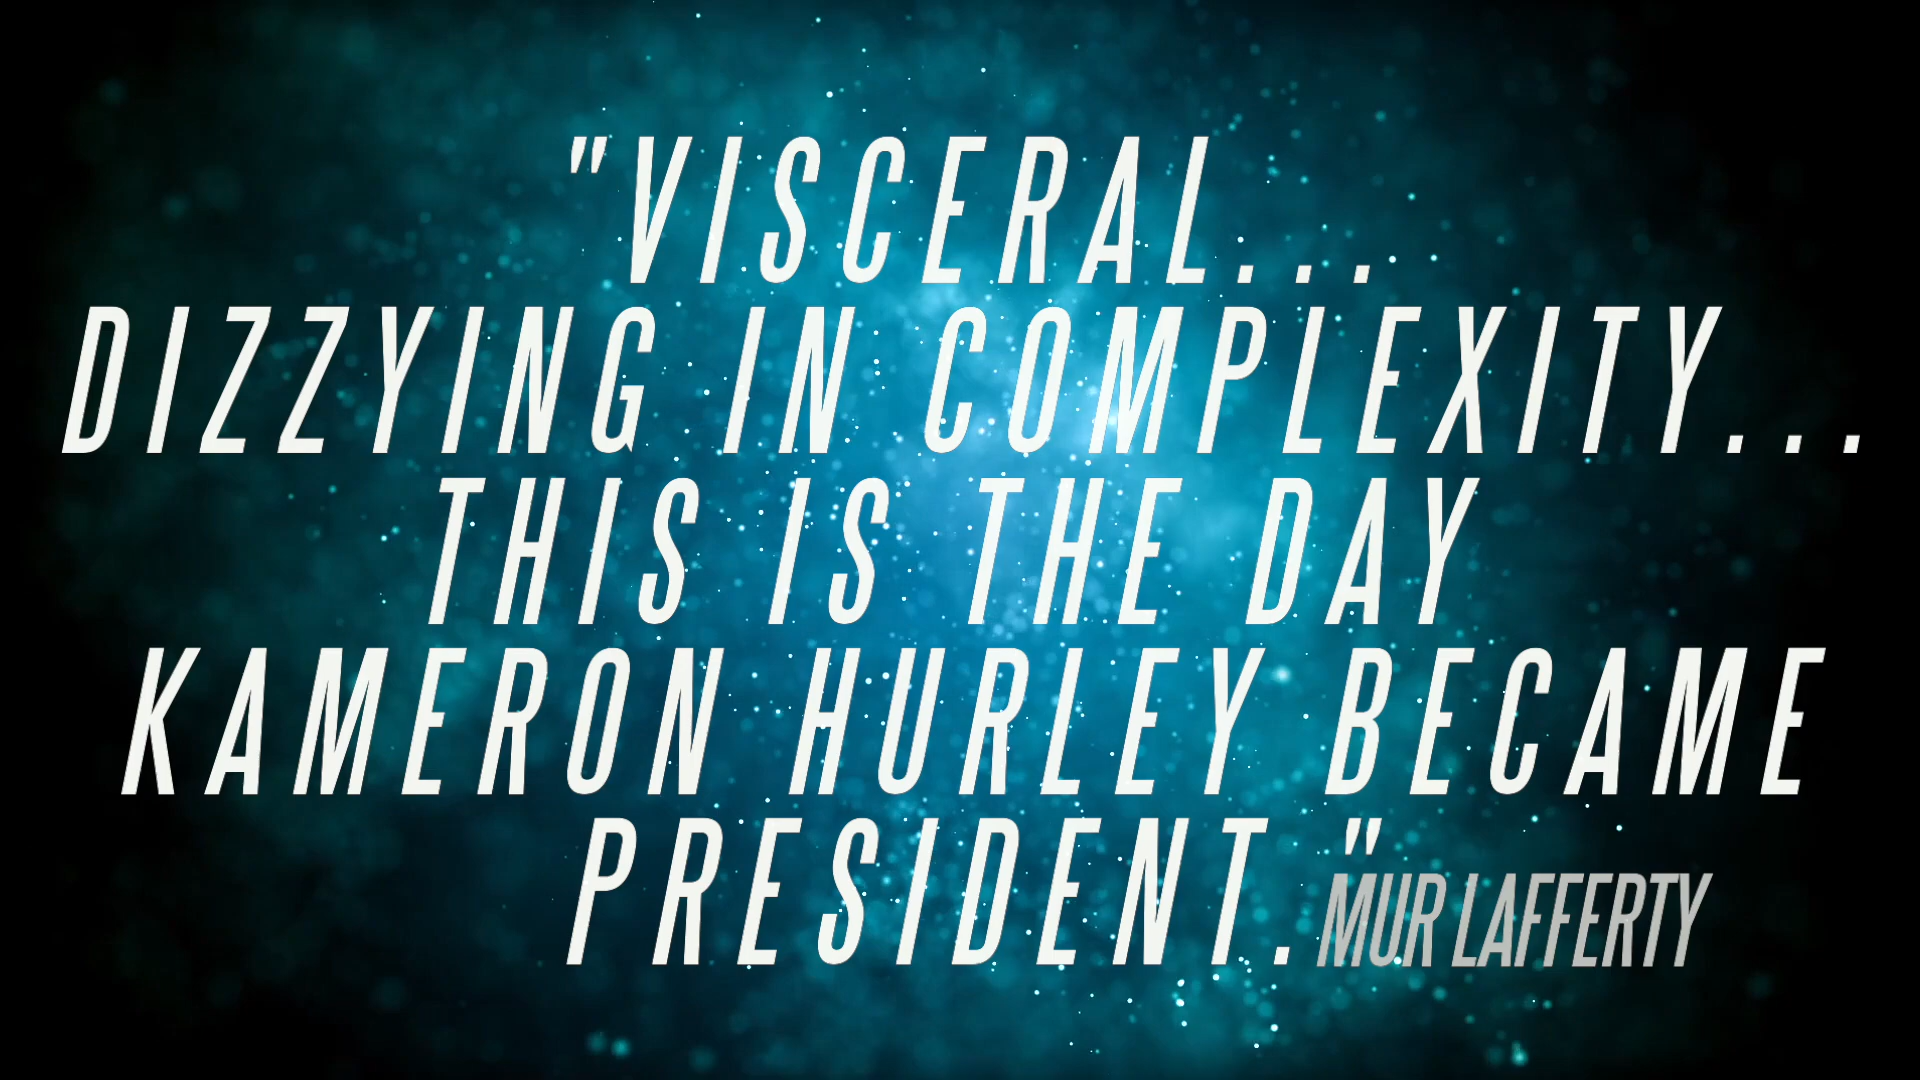 "VISCERAL...
DIZZYING IN COMPLEXITY...
THIS IS THE DAY
KAMERON HURLEY BECAME
PRESIDENT."
MUR LAFFERTY